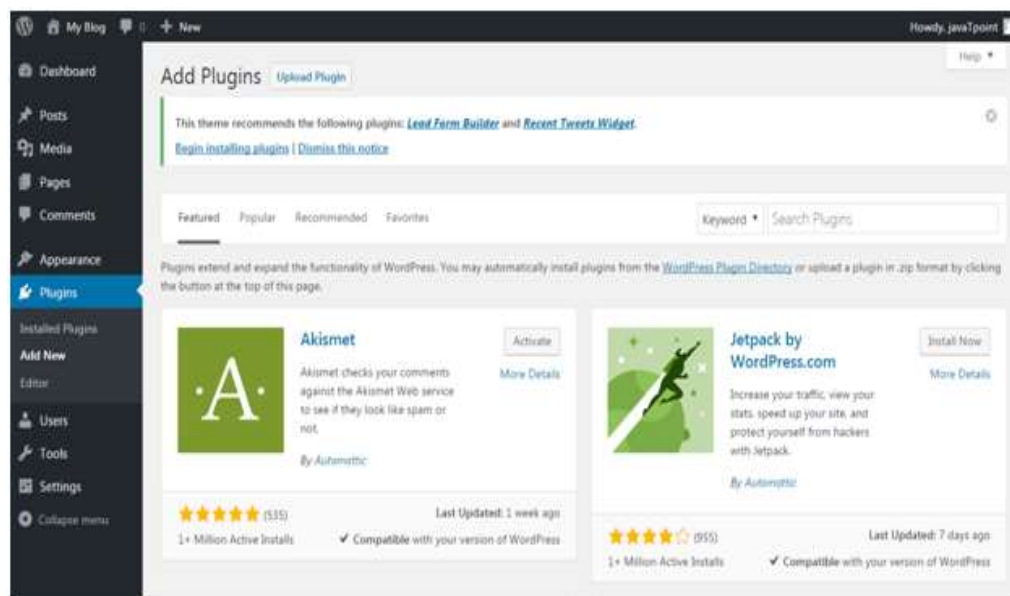 My Blog
+ New
Howdy, javaTpoint
Help ▼
Dashboard
Posts
Media
Pages
Comments
Appearance
Plugins
Installed Plugins
Add New
Editor
Users
Tools
Settings
Collapse menu
Add Plugins
Upload Plugin
This theme recommends the following plugins: Lead Form Builder and Recent Tweets Widget.
Begin installing plugins | Dismiss this notice
Featured Popular Recommended Favorites
Keyword ▼ Search Plugins
Plugins extend and expand the functionality of WordPress. You may automatically install plugins from the WordPress Plugin Directory or upload a plugin in .zip format by clicking
the button at the top of this page.
·A·
Akismet
Activate
More Details
Akismet checks your comments
against the Akismet Web service
to see if they look like spam or
not.
By Automattic
(535)
Last Updated: 1 week ago
1+ Million Active Installs
✔ Compatible with your version of WordPress
Jetpack by
WordPress.com
Install Now
More Details
Increase your traffic, view your
stats, speed up your site, and
protect yourself from hackers
with Jetpack.
By Automattic
(955)
Last Updated: 7 days ago
1+ Million Active Installs
✔ Compatible with your version of WordPress